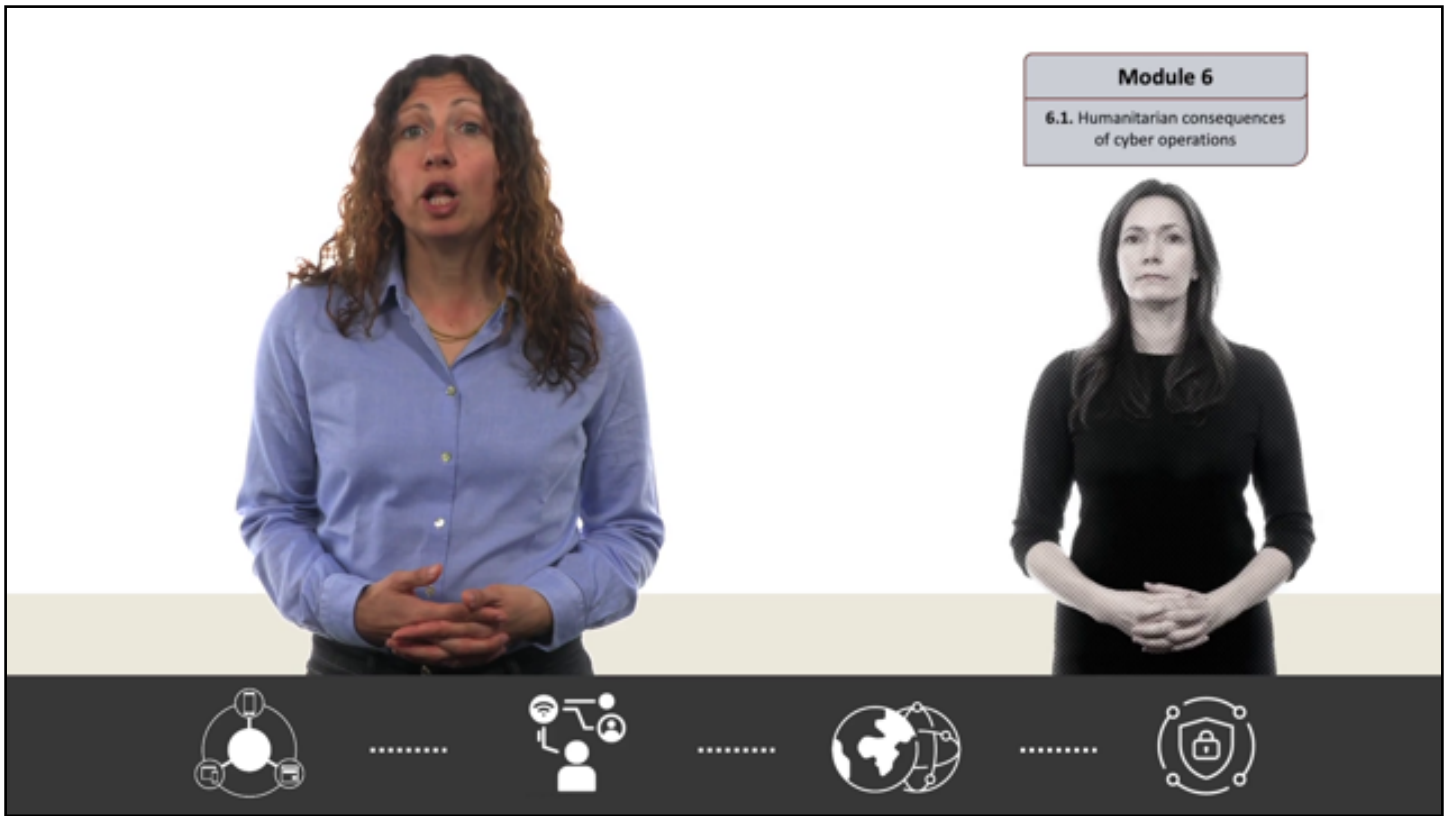 Module 6
6.1. Humanitarian consequences
of cyber operations